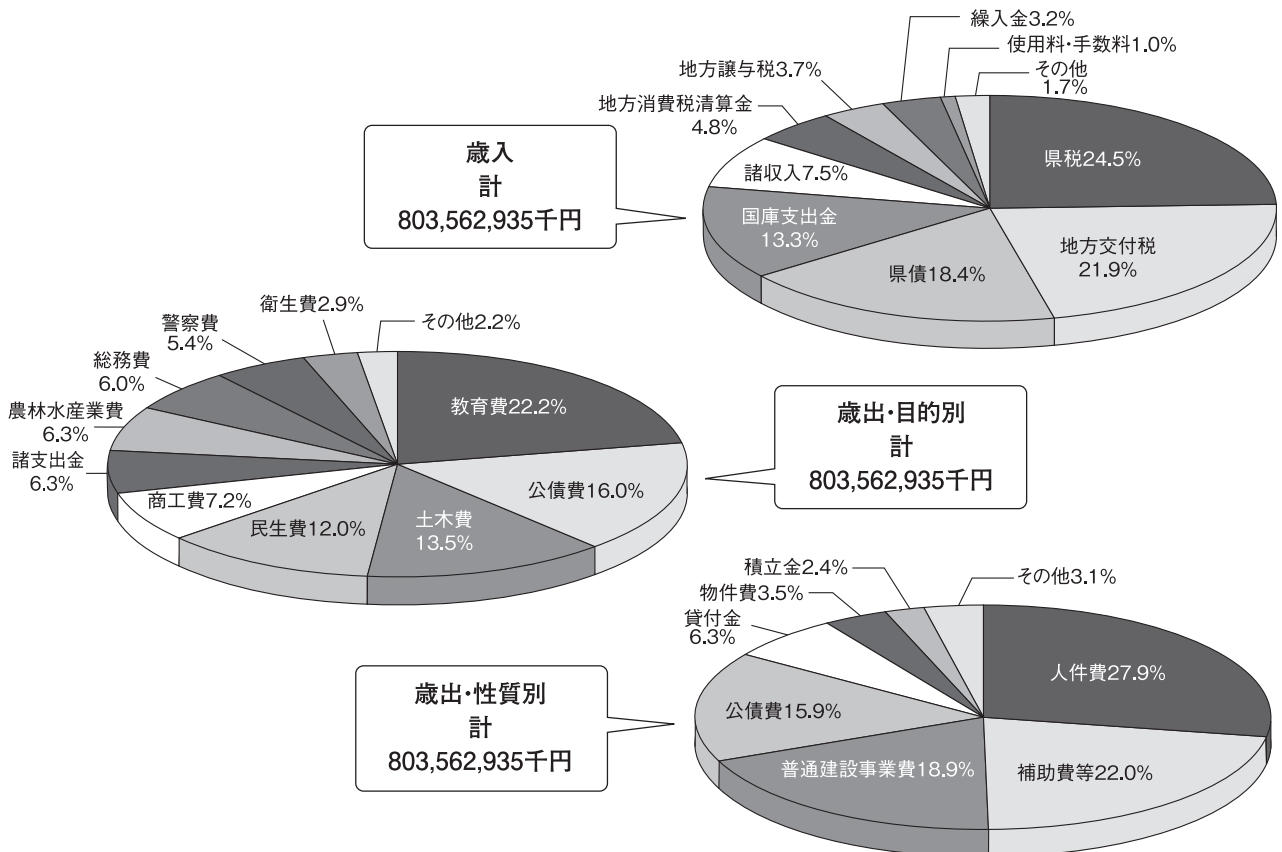 繰入金3.2%
使用料・手数料1.0%
その他
1.7%
地方譲与税3.7%
地方消費税清算金
4.8%
諸収入7.5%
国庫支出金
13.3%
県債18.4%
地方交付税
21.9%
県税24.5%
歳入
計
803,562,935千円
衛生費2.9%
その他2.2%
警察費
5.4%
総務費
6.0%
農林水産業費
6.3%
諸支出金
6.3%
商工費7.2%
民生費12.0%
土木費
13.5%
公債費16.0%
教育費22.2%
歳出・目的別
計
803,562,935千円
積立金2.4%
その他3.1%
物件費3.5%
貸付金
6.3%
公債費15.9%
普通建設事業費18.9%
補助費等22.0%
人件費27.9%
歳出・性質別
計
803,562,935千円